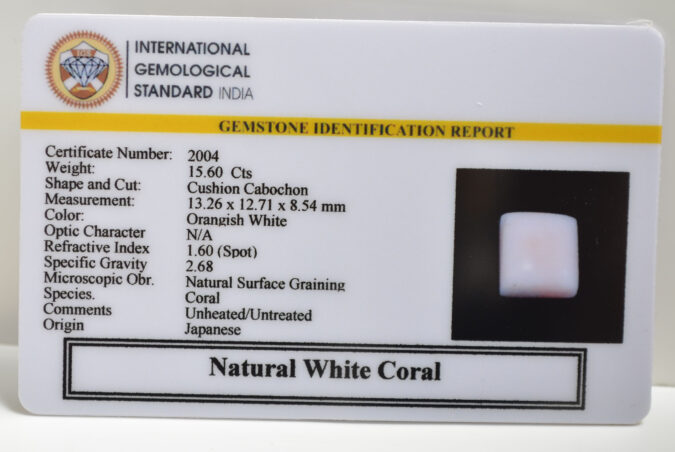 IGS
INTERNATIONAL
GEMOLOGICAL
STANDARD INDIA
GEMSTONE IDENTIFICATION REPORT
Certificate Number: 2004
Weight: 15.60 Cts
Shape and Cut: Cushion Cabochon
Measurement: 13.26 x 12.71 x 8.54 mm
Color: Orangish White
Optic Character N/A
Refractive Index 1.60 (Spot)
Specific Gravity 2.68
Microscopic Obr. Natural Surface Graining
Species. Coral
Comments Unheated/Untreated
Origin Japanese
Natural White Coral